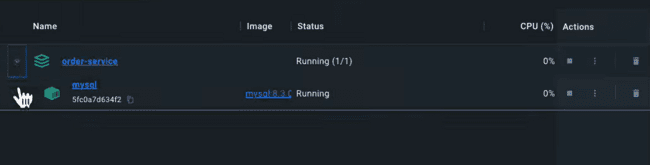 Name Image Status CPU (%) Actions
order-service Running (1/1) 0%
mysql
5fc0a7d634f2 mysql 8.3.0 Running 0%